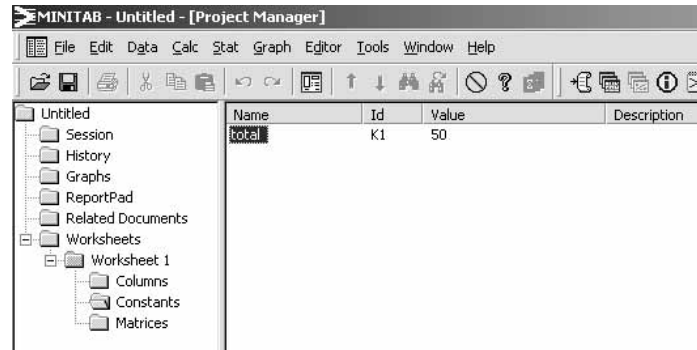 MINITAB - Untitled - [Project Manager]
File Edit Data Calc Stat Graph Editor Tools Window Help
Untitled
Session
History
Graphs
ReportPad
Related Documents
Worksheets
Worksheet 1
Columns
Constants
Matrices
Name Id Value Description
total K1 50